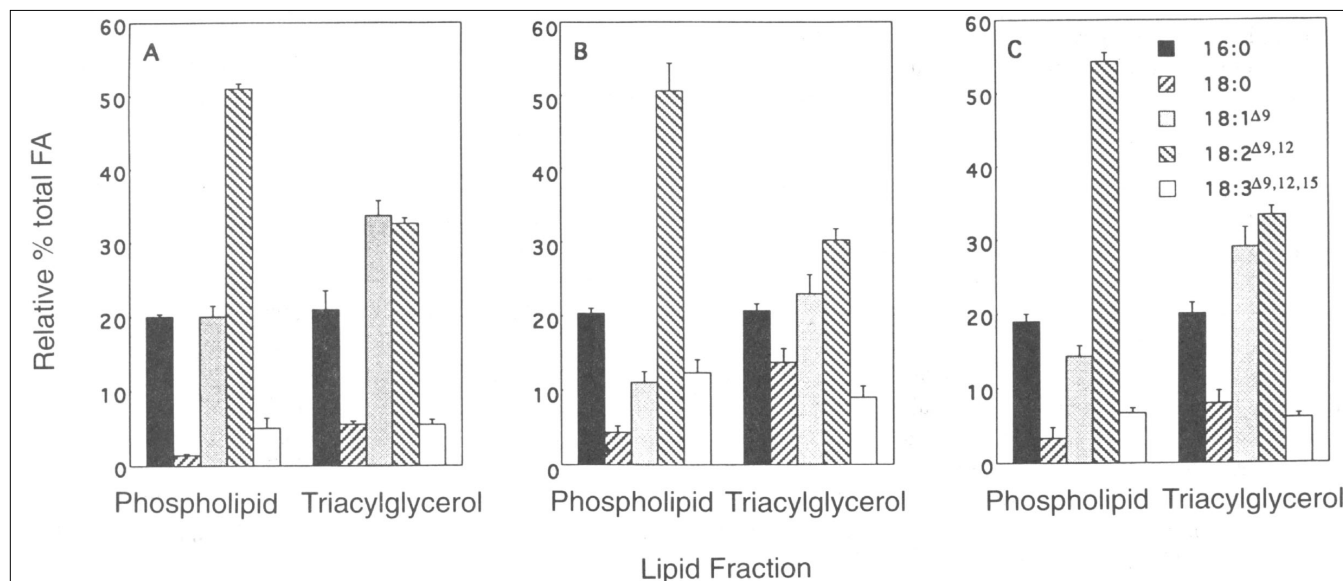 Relative % total FA
A
60
50
40
30
20
10
0
Phospholipid Triacylglycerol
B
60
50
40
30
20
10
0
Phospholipid Triacylglycerol
C
60
50
40
30
20
10
0
16:0
18:0
18:1Δ9
18:2Δ9,12
18:3Δ9,12,15
Phospholipid Triacylglycerol
Lipid Fraction